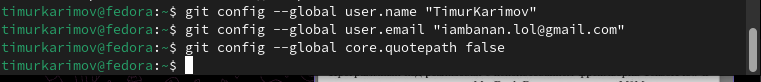 timurkarimov@fedora:~$ git config --global user.name "TimurKarimov"
timurkarimov@fedora:~$ git config --global user.email "iambanan.lol@gmail.com"
timurkarimov@fedora:~$ git config --global core.quotepath false
timurkarimov@fedora:~$